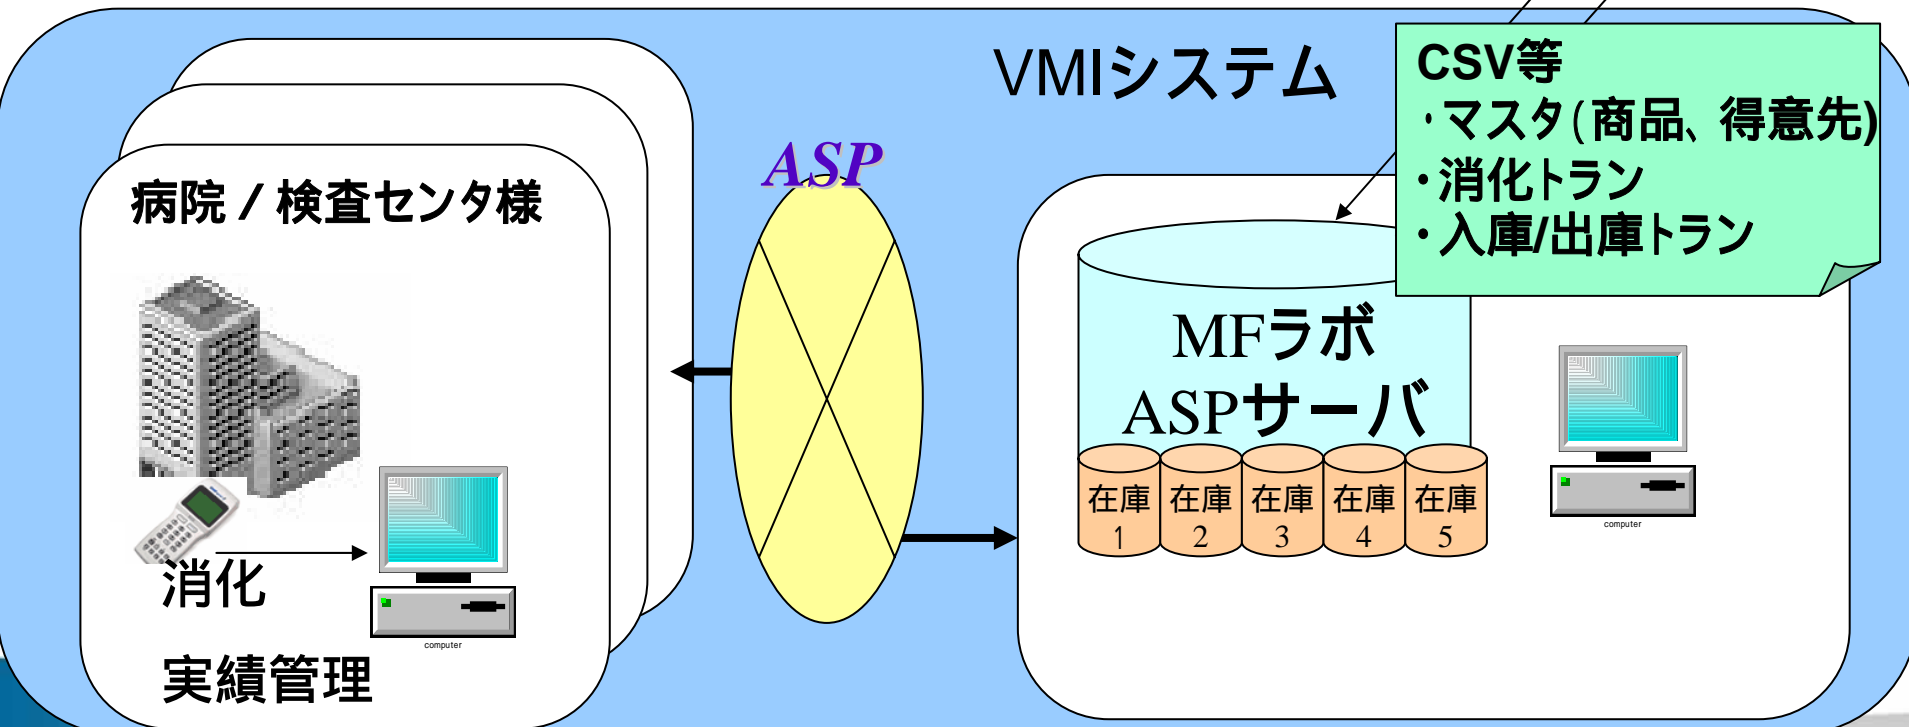 VMIシステム
CSV等
・マスタ(商品、得意先)
・消化トラン
・入庫/出庫トラン
ASP
病院/検査センタ様
消化
実績管理
computer
MFラボ
ASPサーバ
在庫1
在庫2
在庫3
在庫4
在庫5
computer